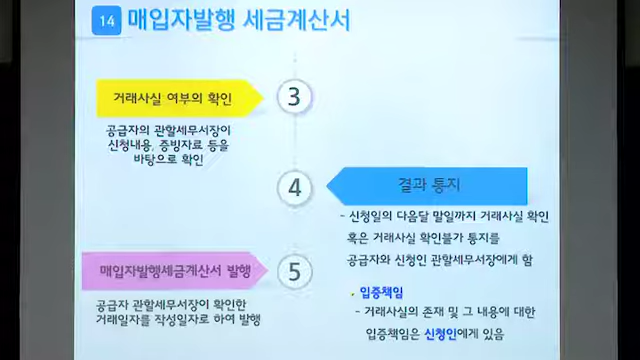 14 매입자발행 세금계산서
거래사실 여부의 확인
3
공급자의 관할세무서장이
신청내용, 증빙자료 등을
바탕으로 확인
4
결과 통지
- 신청일의 다음달 말일까지 거래사실 확인
혹은 거래사실 확인불가 통지를
공급자와 신청인 관할세무서장에게 함
매입자발행세금계산서 발행
5
공급자 관할세무서장이 확인한
거래일자를 작성일자로 하여 발행
• 입증책임
- 거래사실의 존재 및 그 내용에 대한
입증책임은 신청인에게 있음